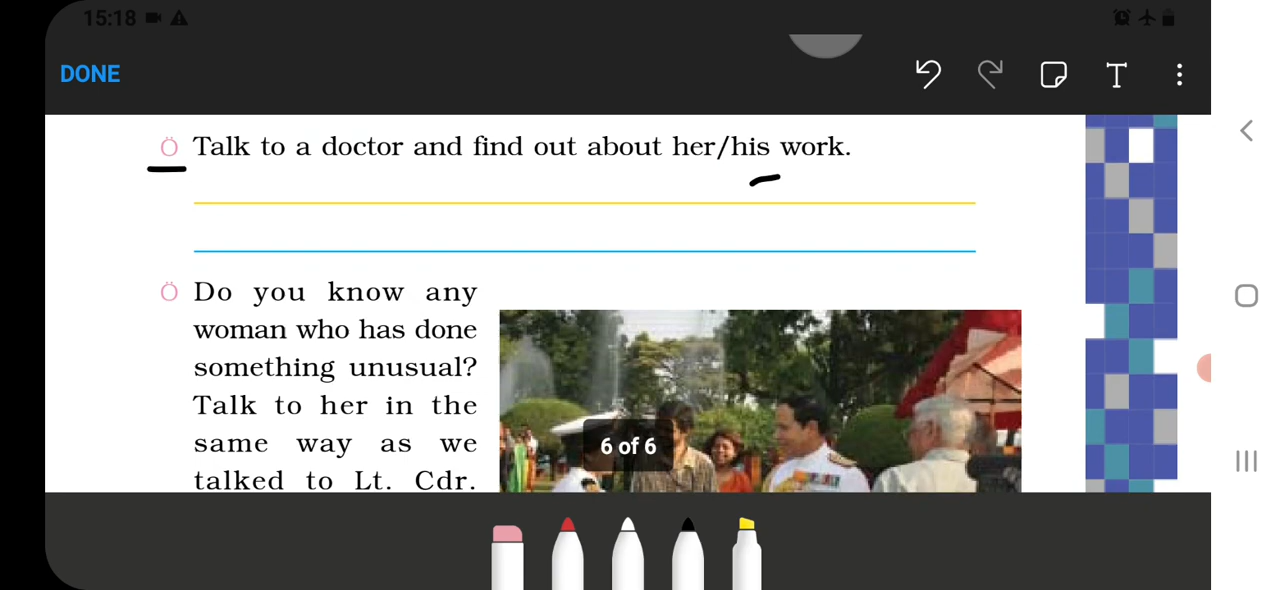 15:18
DONE
T
Ö Talk to a doctor and find out about her/his work.
Ö Do you know any
woman who has done
something unusual?
Talk to her in the
same way as we
talked to Lt. Cdr.
6 of 6